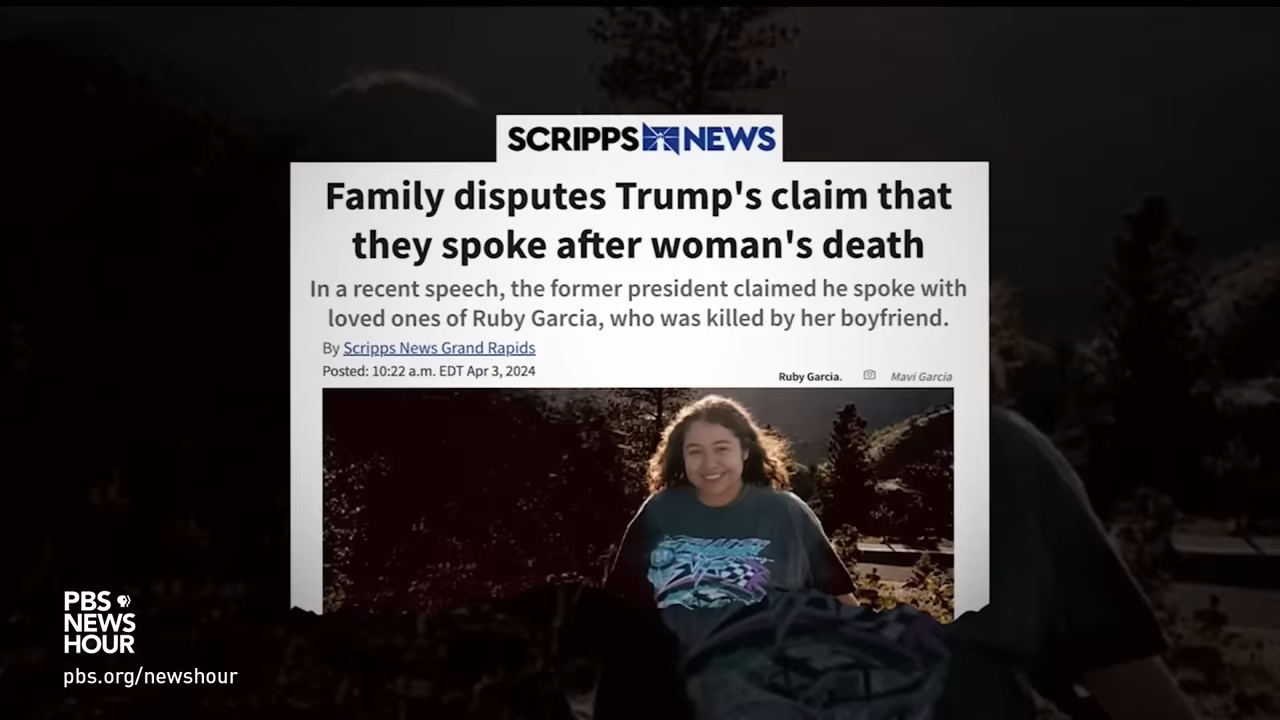 SCRIPPS NEWS
Family disputes Trump's claim that
they spoke after woman's death
In a recent speech, the former president claimed he spoke with
loved ones of Ruby Garcia, who was killed by her boyfriend.
By Scripps News Grand Rapids
Posted: 10:22 a.m. EDT Apr 3, 2024
Ruby Garcia. Mavi Garcia
PBS
NEWS
HOUR
pbs.org/newshour